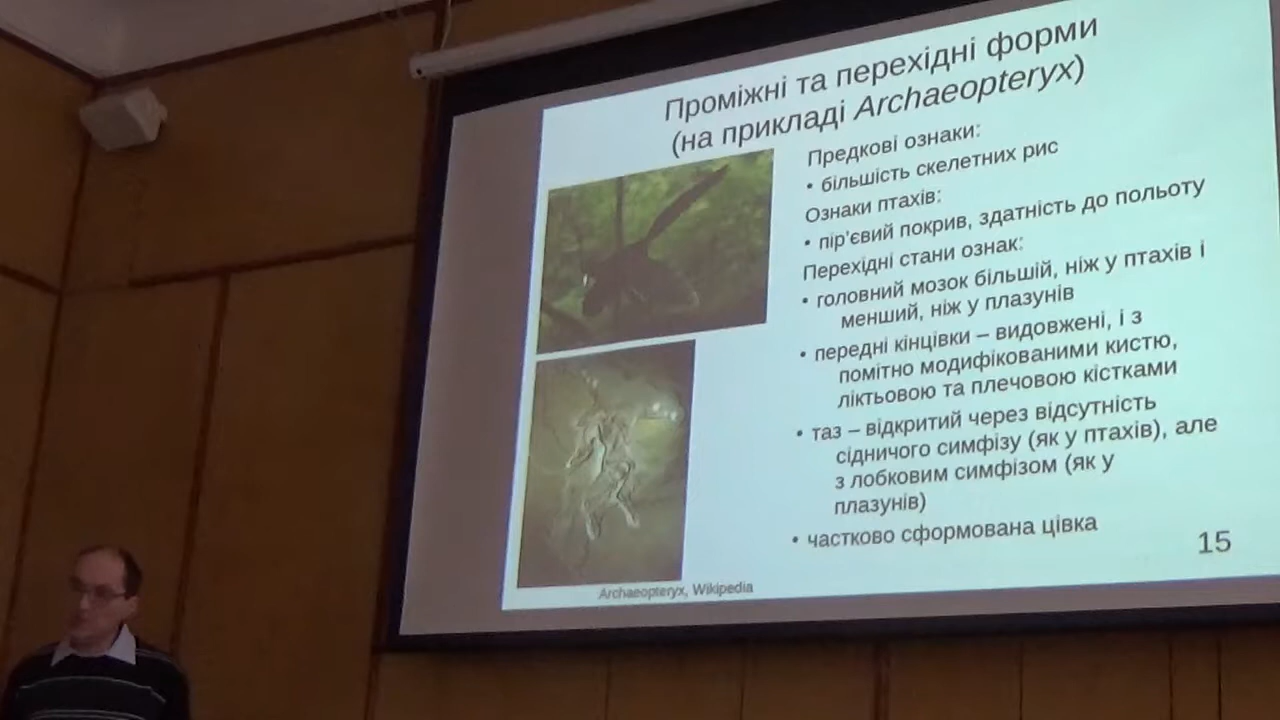 Проміжні та перехідні форми
(на прикладі Archaeopteryx)
Предкові ознаки:
• більшість скелетних рис
Ознаки птахів:
• пір'євий покрив, здатність до польоту
Перехідні стани ознак:
• головний мозок більшій, ніж у птахів і
менший, ніж у плазунів
• передні кінцівки – видовжені, і з
помітно модифікованими кистю,
ліктьовою та плечовою кістками
• таз – відкритий через відсутність
сідничого симфізу (як у птахів), але
з лобковим симфізом (як у
плазунів)
• частково сформована цівка
Archaeopteryx, Wikipedia
15